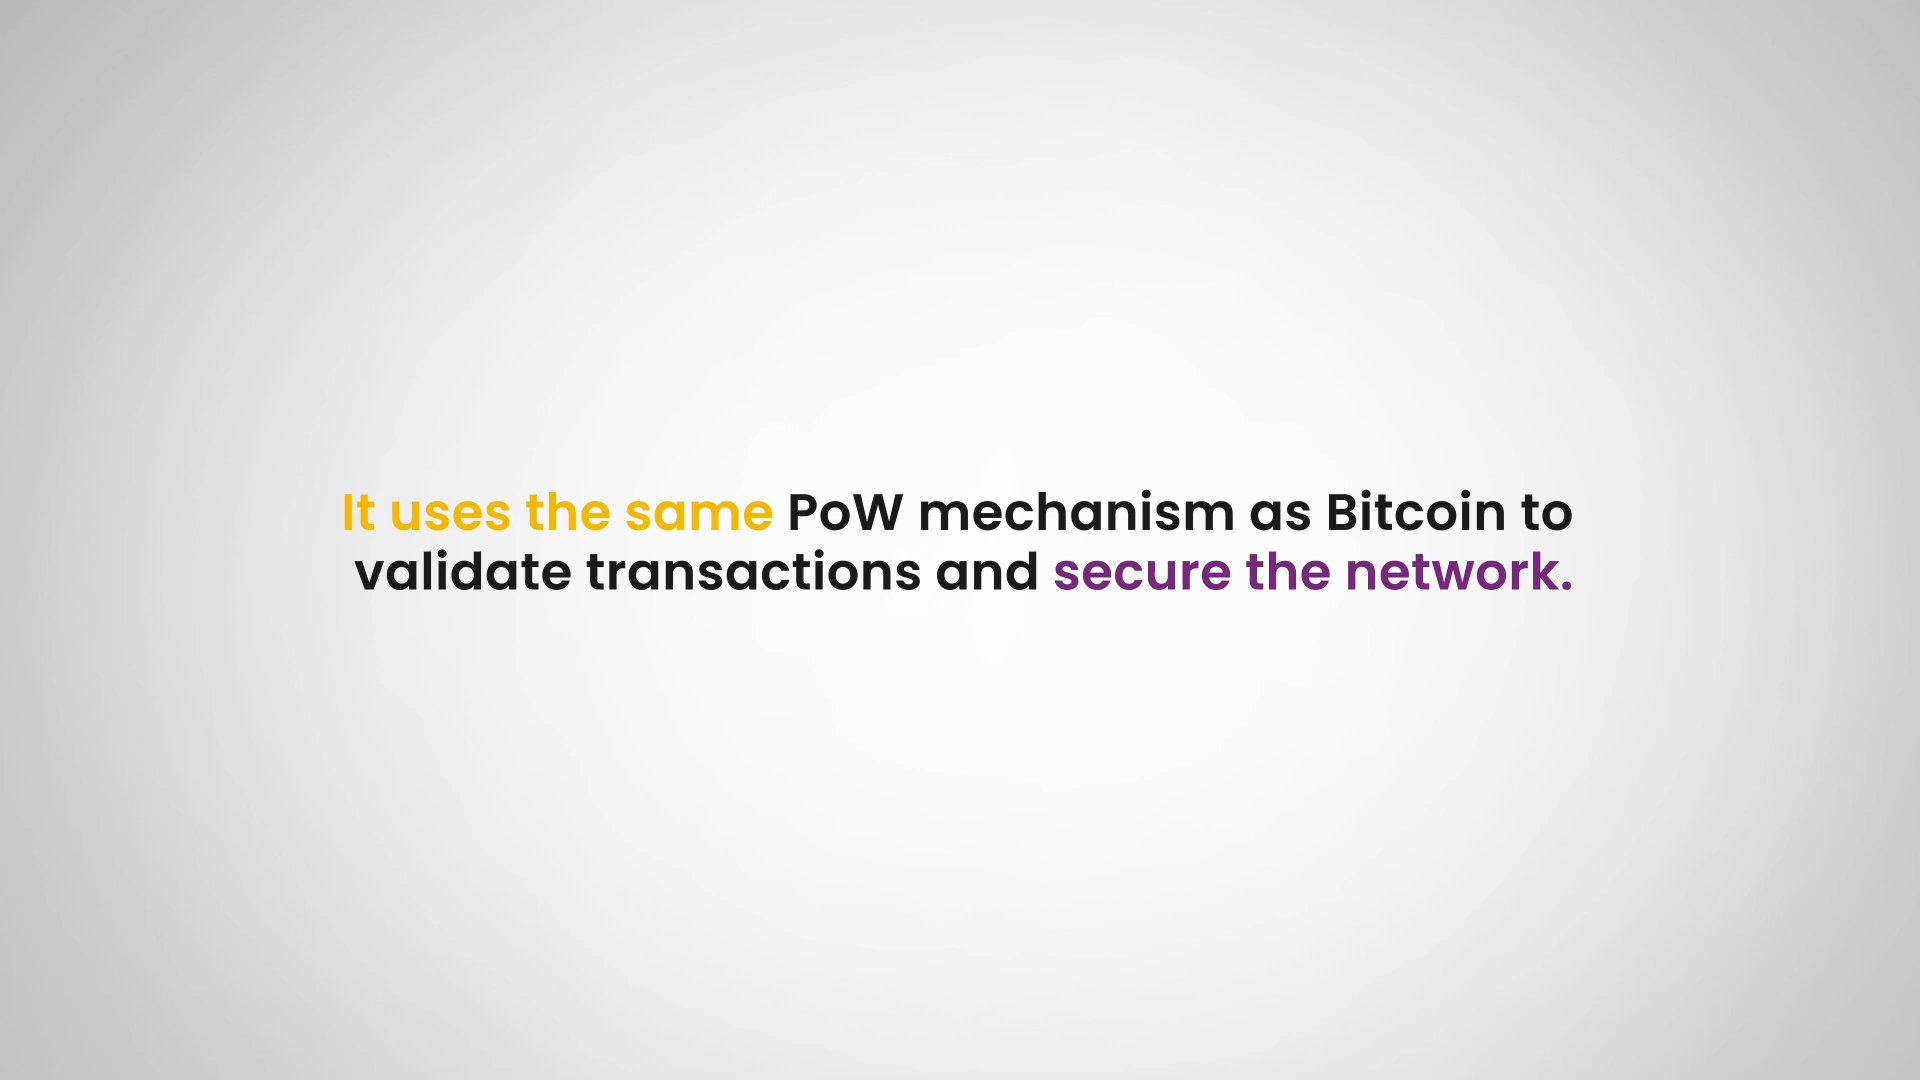 It uses the same PoW mechanism as Bitcoin to
validate transactions and secure the network.